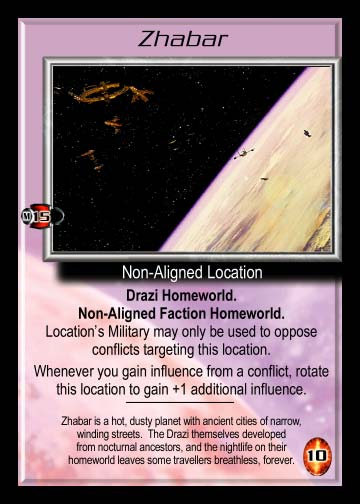 Zhabar
M 15
Non-Aligned Location
Drazi Homeworld.
Non-Aligned Faction Homeworld.
Location's Military may only be used to oppose
conflicts targeting this location.
Whenever you gain influence from a conflict, rotate
this location to gain +1 additional influence.
Zhabar is a hot, dusty planet with ancient cities of narrow,
winding streets. The Drazi themselves developed
from nocturnal ancestors, and the nightlife on their
homeworld leaves some travellers breathless, forever.
10